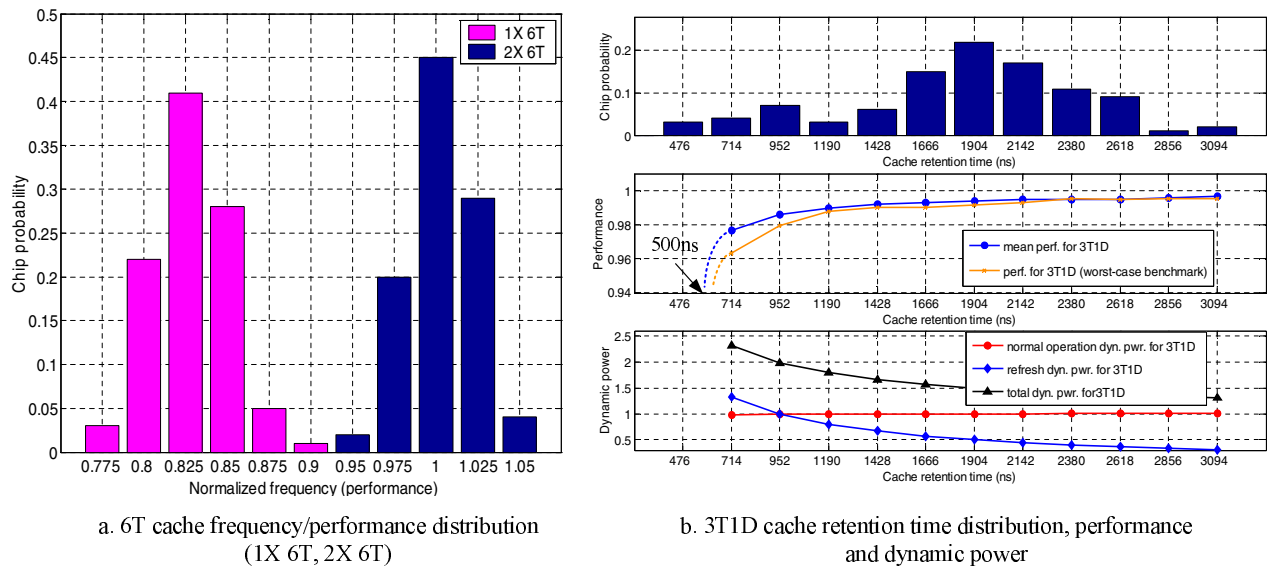 0.5
0.45
0.4
0.35
0.3
0.25
0.2
0.15
0.1
0.05
0
Chip probability
1X 6T
2X 6T
0.775 0.8 0.825 0.85 0.875 0.9 0.95 0.975 1 1.025 1.05
Normalized frequency (performance)
a. 6T cache frequency/performance distribution
(1X 6T, 2X 6T)
Chip probability
0.2
0.1
0
476 714 952 1190 1428 1666 1904 2142 2380 2618 2856 3094
Cache retention time (ns)
Performance
1
0.98
0.96
0.94
500ns
mean perf. for 3T1D
perf. for 3T1D (worst-case benchmark)
476 714 952 1190 1428 1666 1904 2142 2380 2618 2856 3094
Cache retention time (ns)
Dynamic power
2.5
2
1.5
1
0.5
normal operation dyn. pwr. for 3T1D
refresh dyn. pwr. for 3T1D
total dyn. pwr. for3T1D
476 714 952 1190 1428 1666 1904 2142 2380 2618 2856 3094
Cache retention time (ns)
b. 3T1D cache retention time distribution, performance
and dynamic power